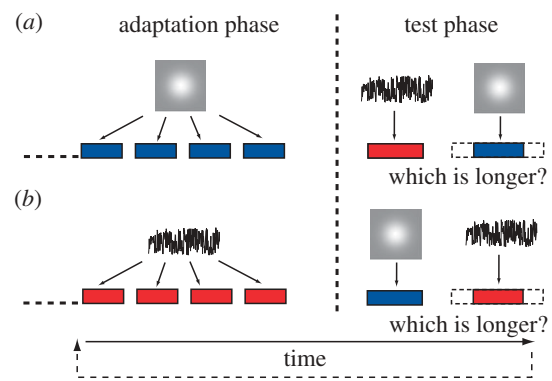 (a) adaptation phase test phase
which is longer?
(b)
which is longer?
time